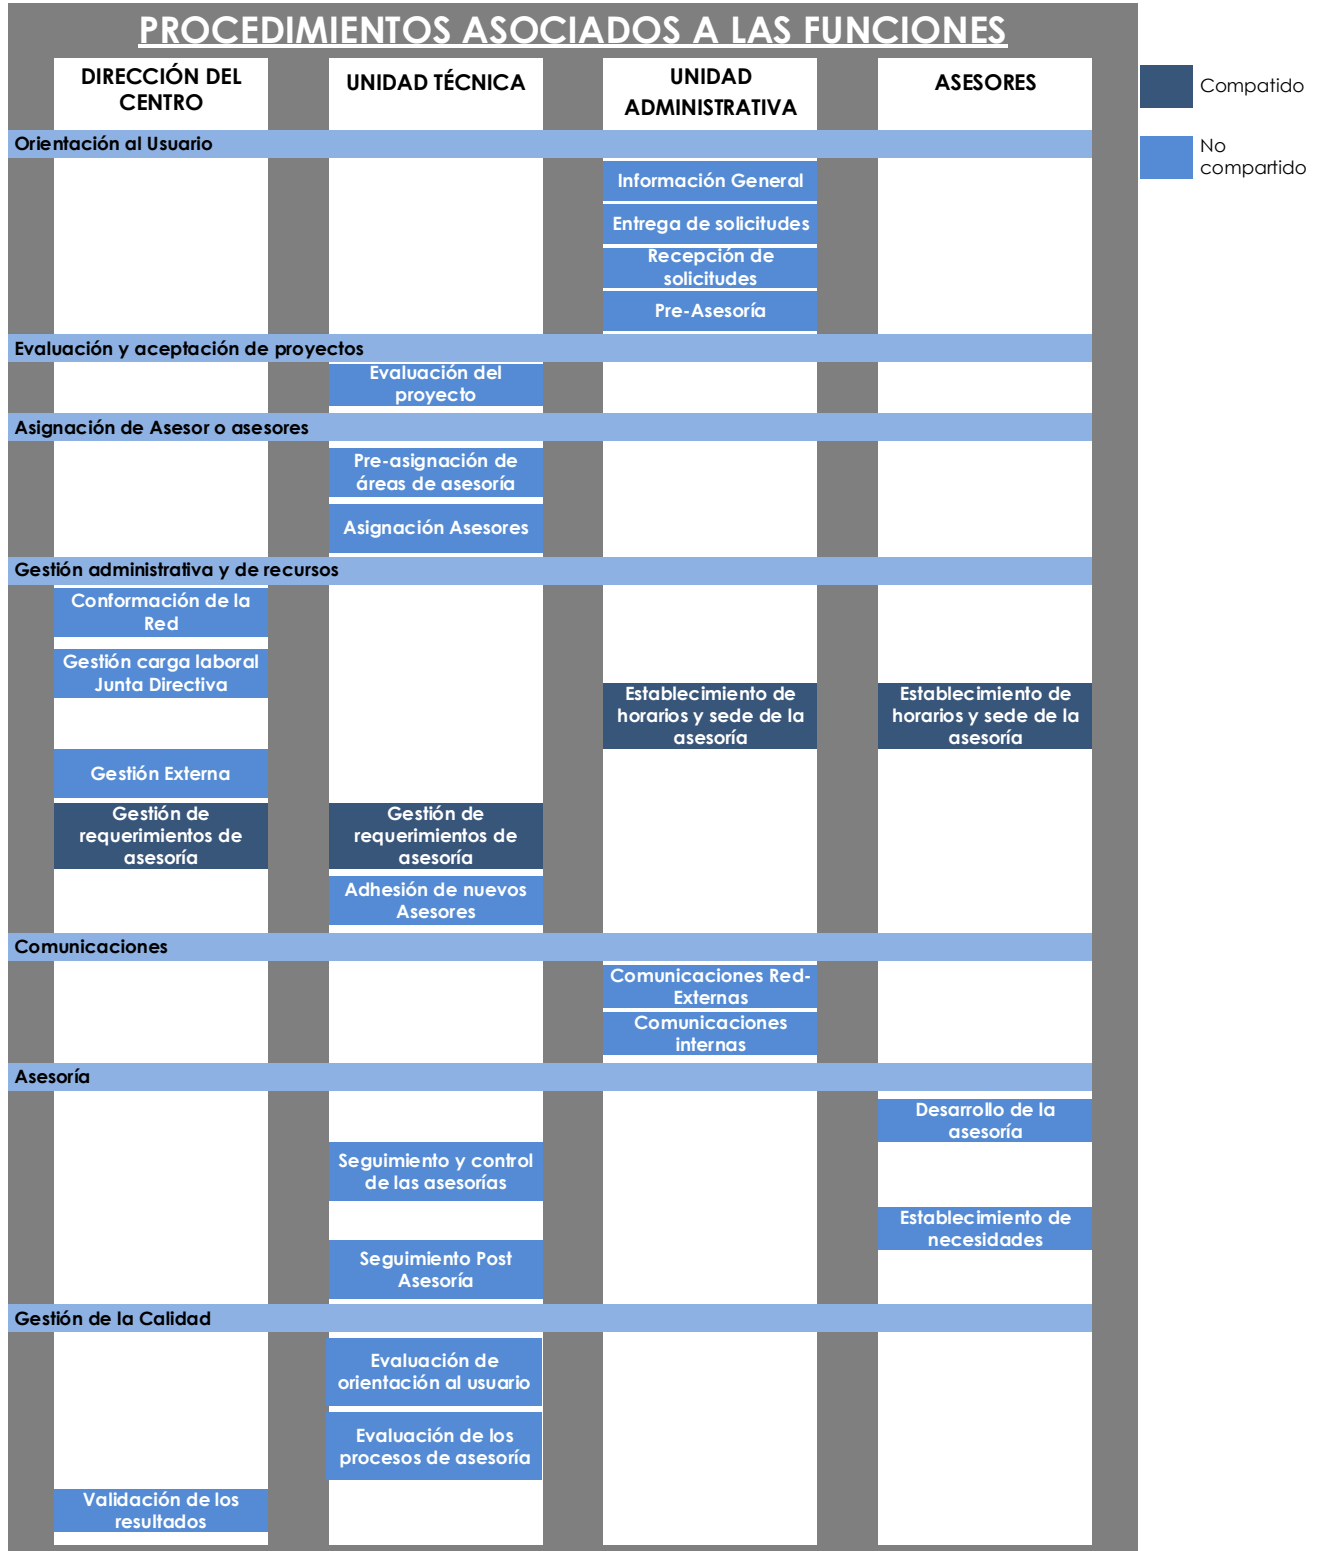 PROCEDIMIENTOS ASOCIADOS A LAS FUNCIONES
DIRECCIÓN DEL
CENTRO
UNIDAD TÉCNICA
UNIDAD
ADMINISTRATIVA
ASESORES
Compatido
No
compartido
Orientación al Usuario
Información General
Entrega de solicitudes
Recepción de
solicitudes
Pre-Asesoría
Evaluación y aceptación de proyectos
Evaluación del
proyecto
Asignación de Asesor o asesores
Pre-asignación de
áreas de asesoría
Asignación Asesores
Gestión administrativa y de recursos
Conformación de la
Red
Gestión carga laboral
Junta Directiva
Establecimiento de
horarios y sede de la
asesoría
Establecimiento de
horarios y sede de la
asesoría
Gestión Externa
Gestión de
requerimientos de
asesoría
Gestión de
requerimientos de
asesoría
Adhesión de nuevos
Asesores
Comunicaciones
Comunicaciones Red-
Externas
Comunicaciones
internas
Asesoría
Desarrollo de la
asesoría
Seguimiento y control
de las asesorías
Establecimiento de
necesidades
Seguimiento Post
Asesoría
Gestión de la Calidad
Evaluación de
orientación al usuario
Evaluación de los
procesos de asesoría
Validación de los
resultados